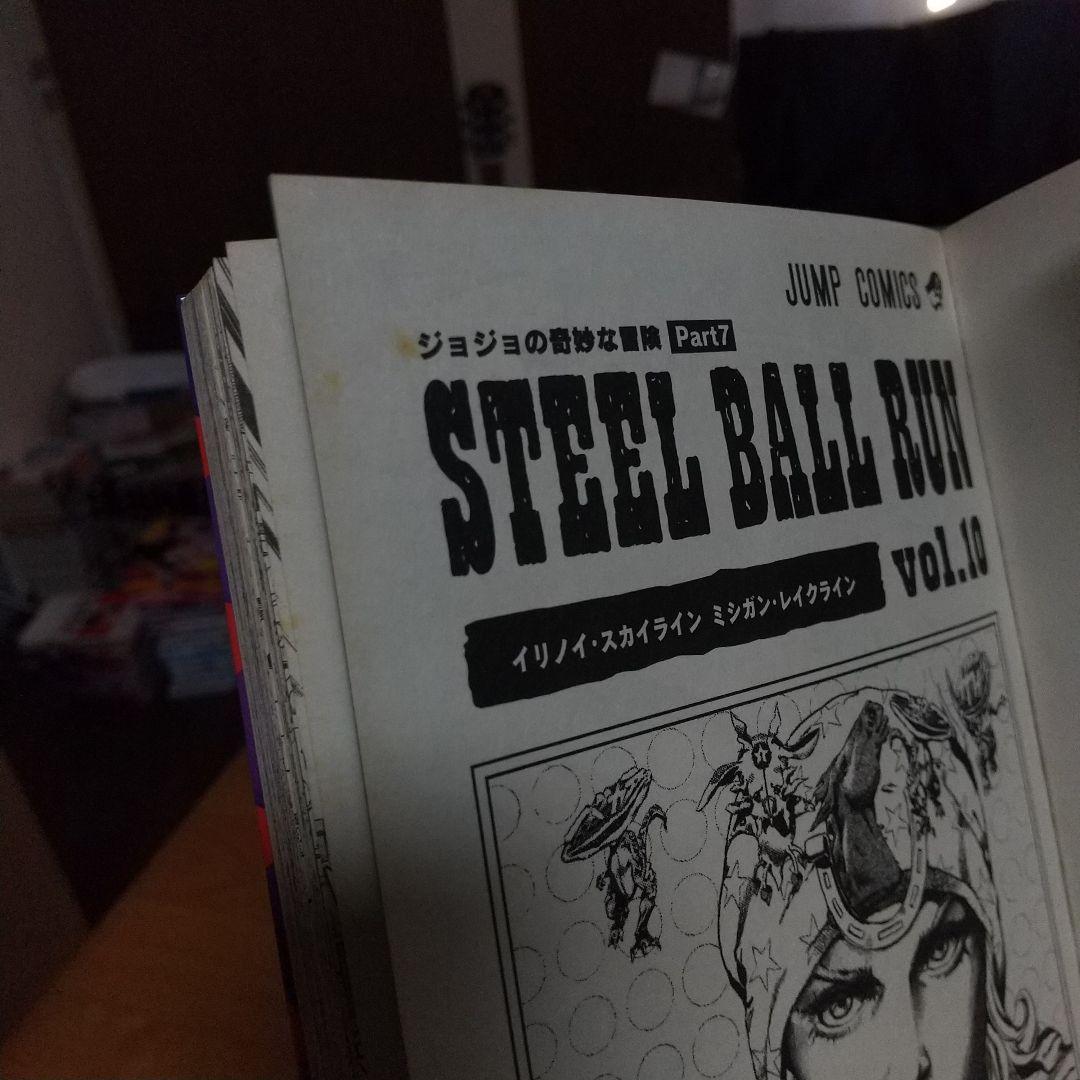 JUMP COMICS
ジョジョの奇妙な冒険 Part7
STEEL BALL RUN
vol.10
イリノイ・スカイライン ミシガン・レイクライン